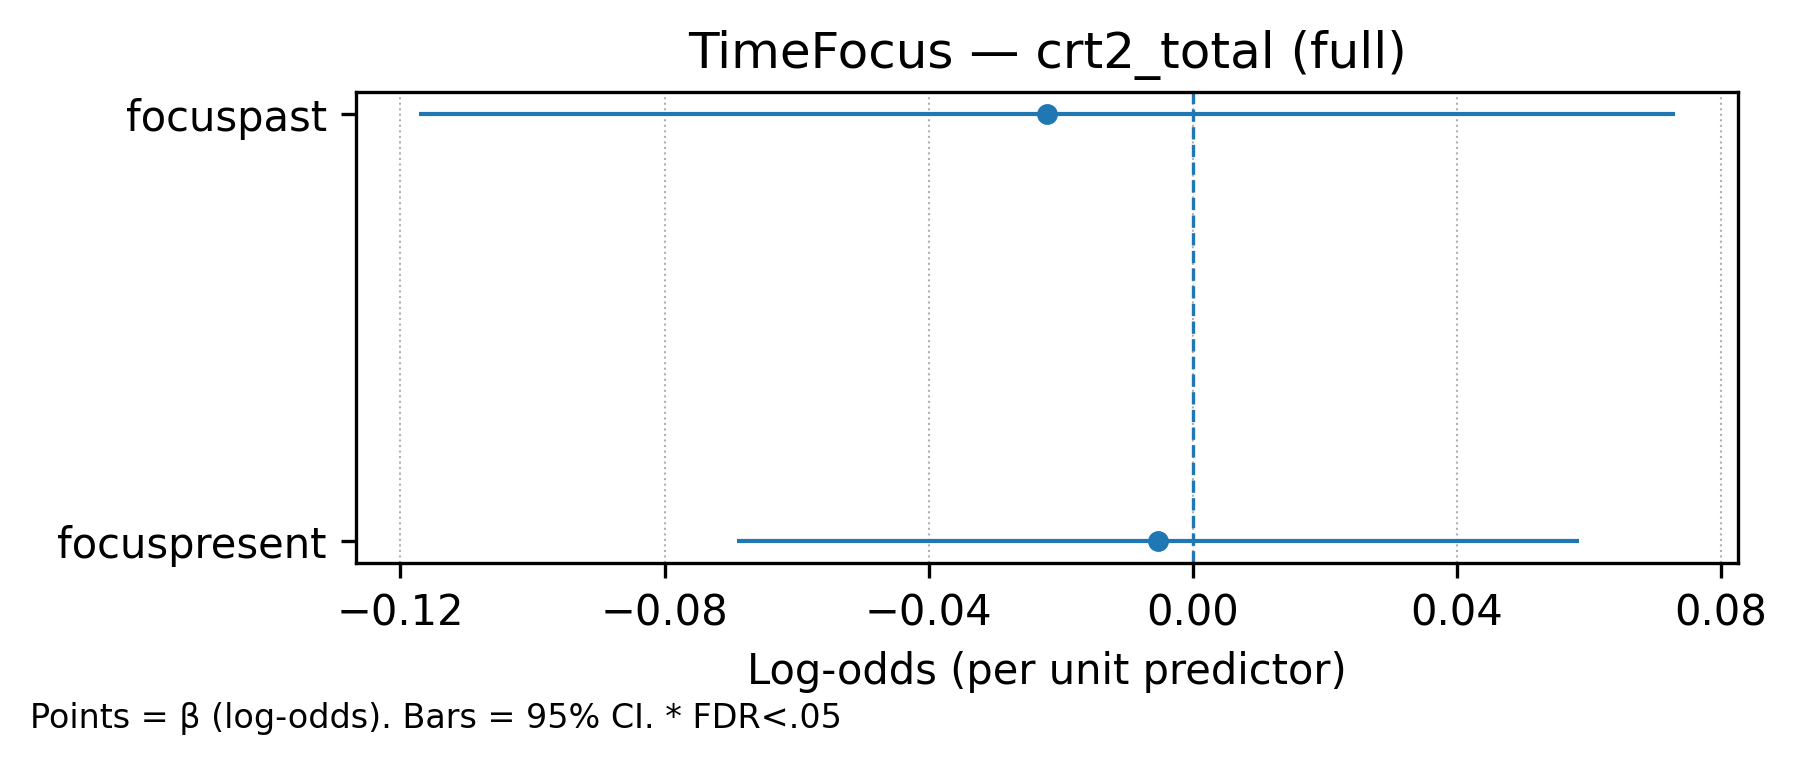 TimeFocus — crt2_total (full)
focuspast
focuspresent
−0.12 −0.08 −0.04 0.00 0.04 0.08
Log-odds (per unit predictor)
Points = β (log-odds). Bars = 95% CI. * FDR<.05